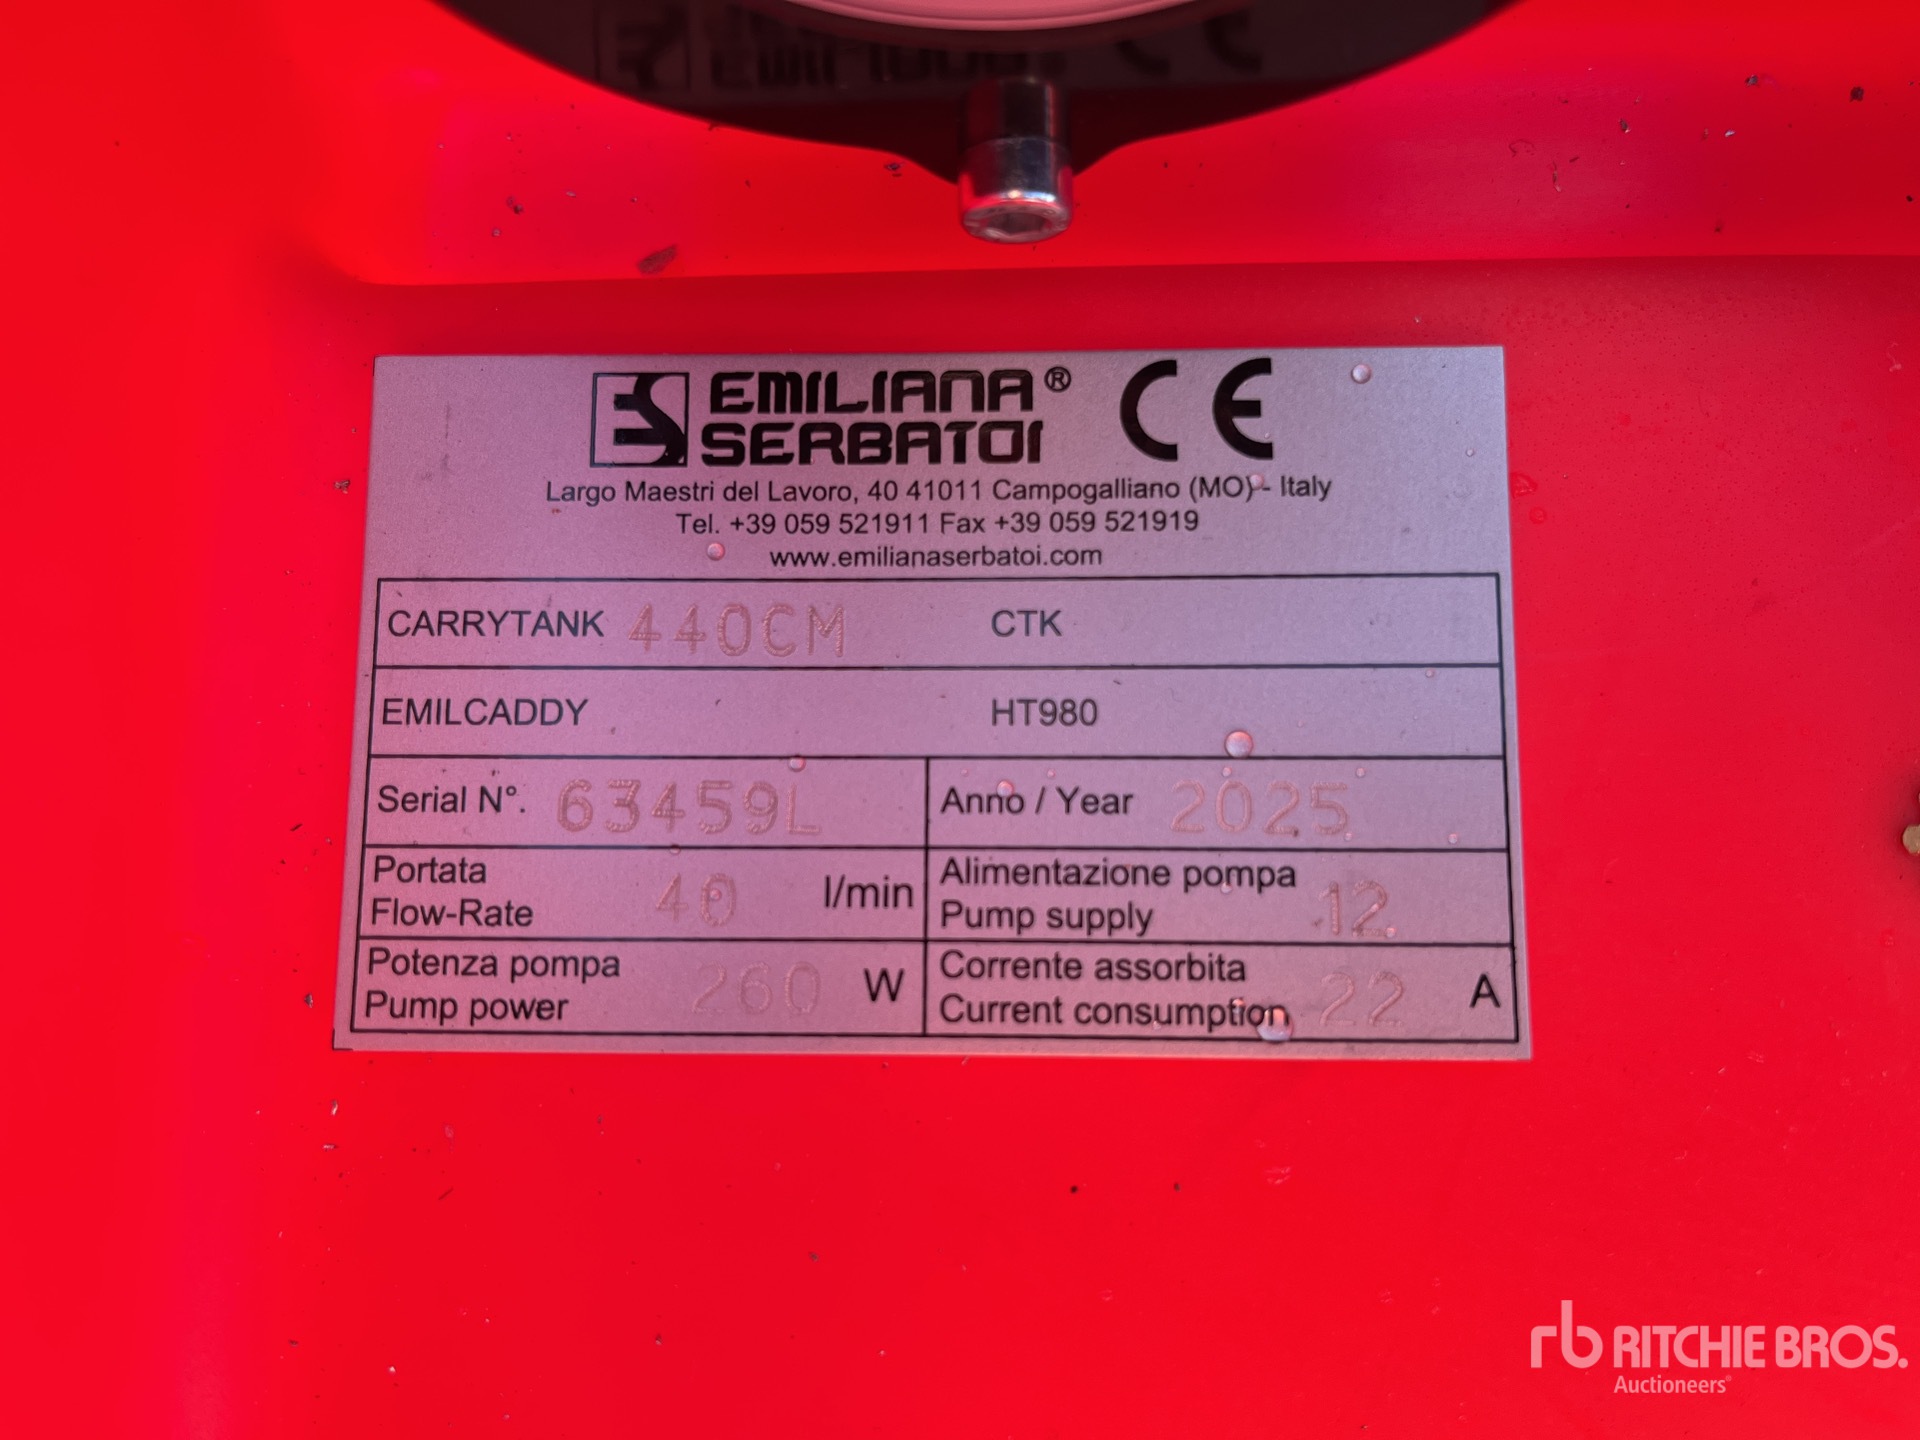 ES EMILIANA®
SERBATOI CE
Largo Maestri del Lavoro, 40 41011 Campogalliano (MO) - Italy
Tel. +39 059 521911 Fax +39 059 521919
www.emilianaserbatoi.com
CARRYTANK 440CM CTK
EMILCADDY HT980
Serial N°. 63459L Anno / Year 2025
Portata
Flow-Rate 40 l/min
Alimentazione pompa
Pump supply 12
Potenza pompa
Pump power 260 W
Corrente assorbita
Current consumption 22 A
rb RITCHIE BROS.
Auctioneers